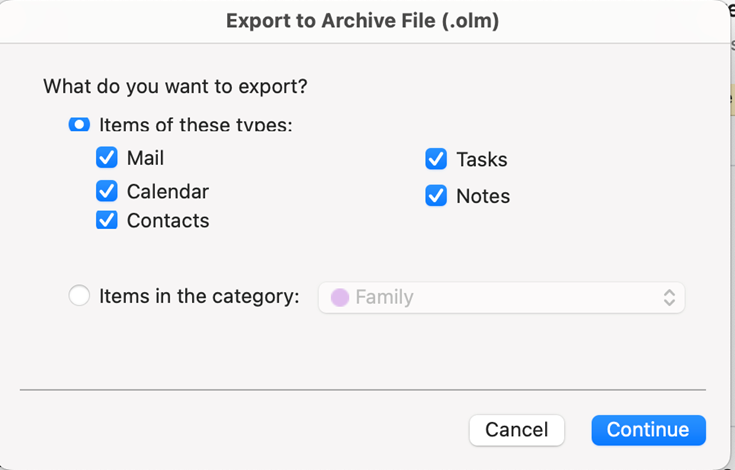 Export to Archive File (.olm)
What do you want to export?
Items of these types:
Mail
Tasks
Calendar
Notes
Contacts
Items in the category:
Family
Cancel
Continue